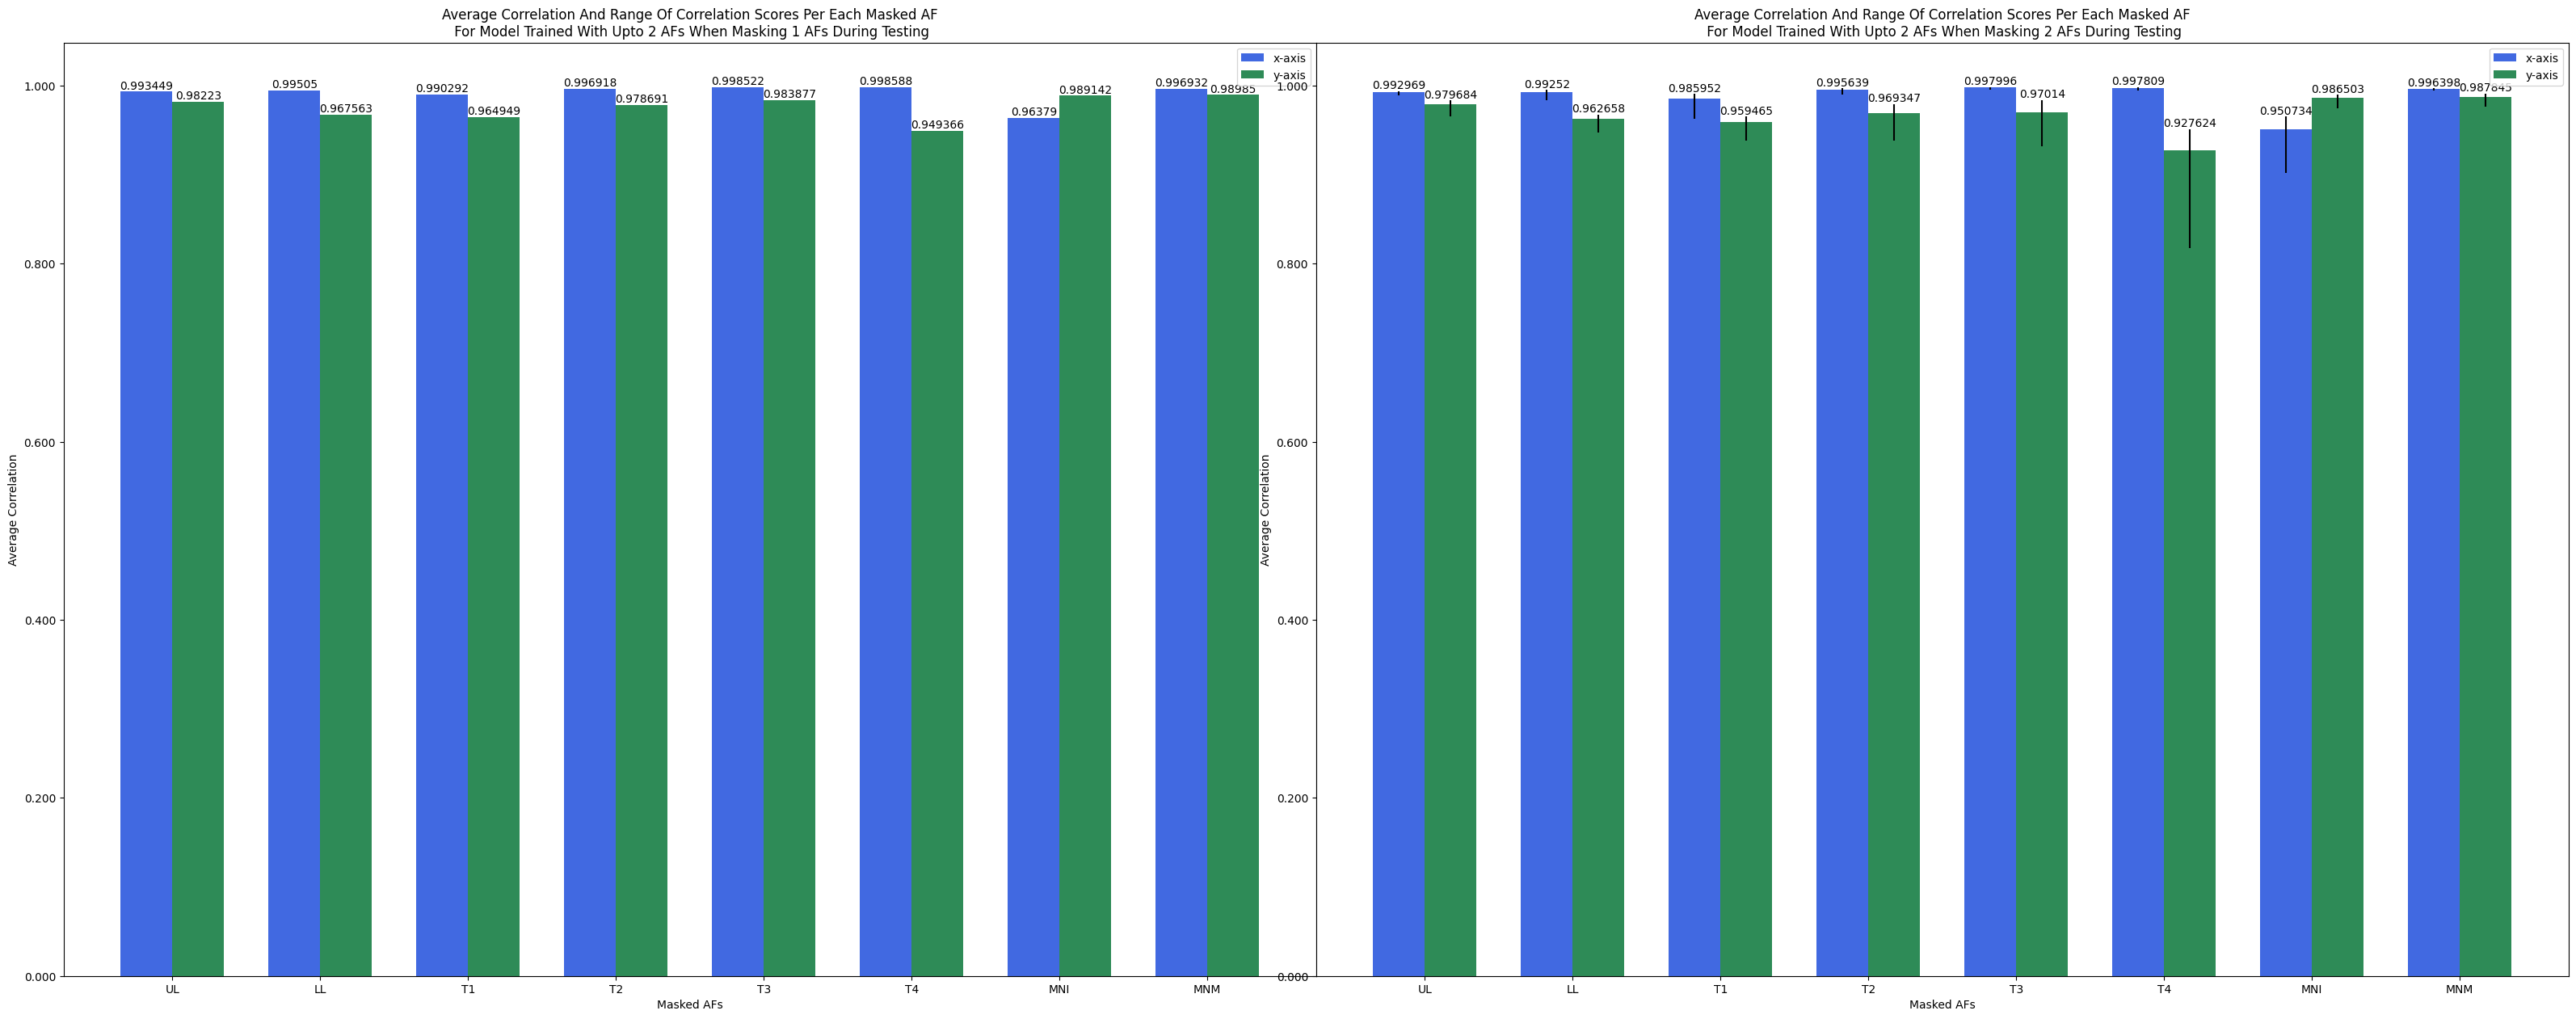 Average Correlation And Range Of Correlation Scores Per Each Masked AF
For Model Trained With Upto 2 AFs When Masking 1 AFs During Testing
x-axis
y-axis
1.000
0.800
0.600
0.400
0.200
0.000
Average Correlation
0.993449
0.98223
0.99505
0.967563
0.990292
0.964949
0.996918
0.978691
0.998522
0.983877
0.998588
0.949366
0.96379
0.989142
0.996932
0.98985
UL
LL
T1
T2
T3
T4
MNI
MNM
Masked AFs
Average Correlation And Range Of Correlation Scores Per Each Masked AF
For Model Trained With Upto 2 AFs When Masking 2 AFs During Testing
x-axis
y-axis
1.000
0.800
0.600
0.400
0.200
0.000
Average Correlation
0.992969
0.979684
0.99252
0.962658
0.985952
0.959465
0.995639
0.969347
0.997996
0.97014
0.997809
0.927624
0.950734
0.986503
0.996398
0.987845
UL
LL
T1
T2
T3
T4
MNI
MNM
Masked AFs